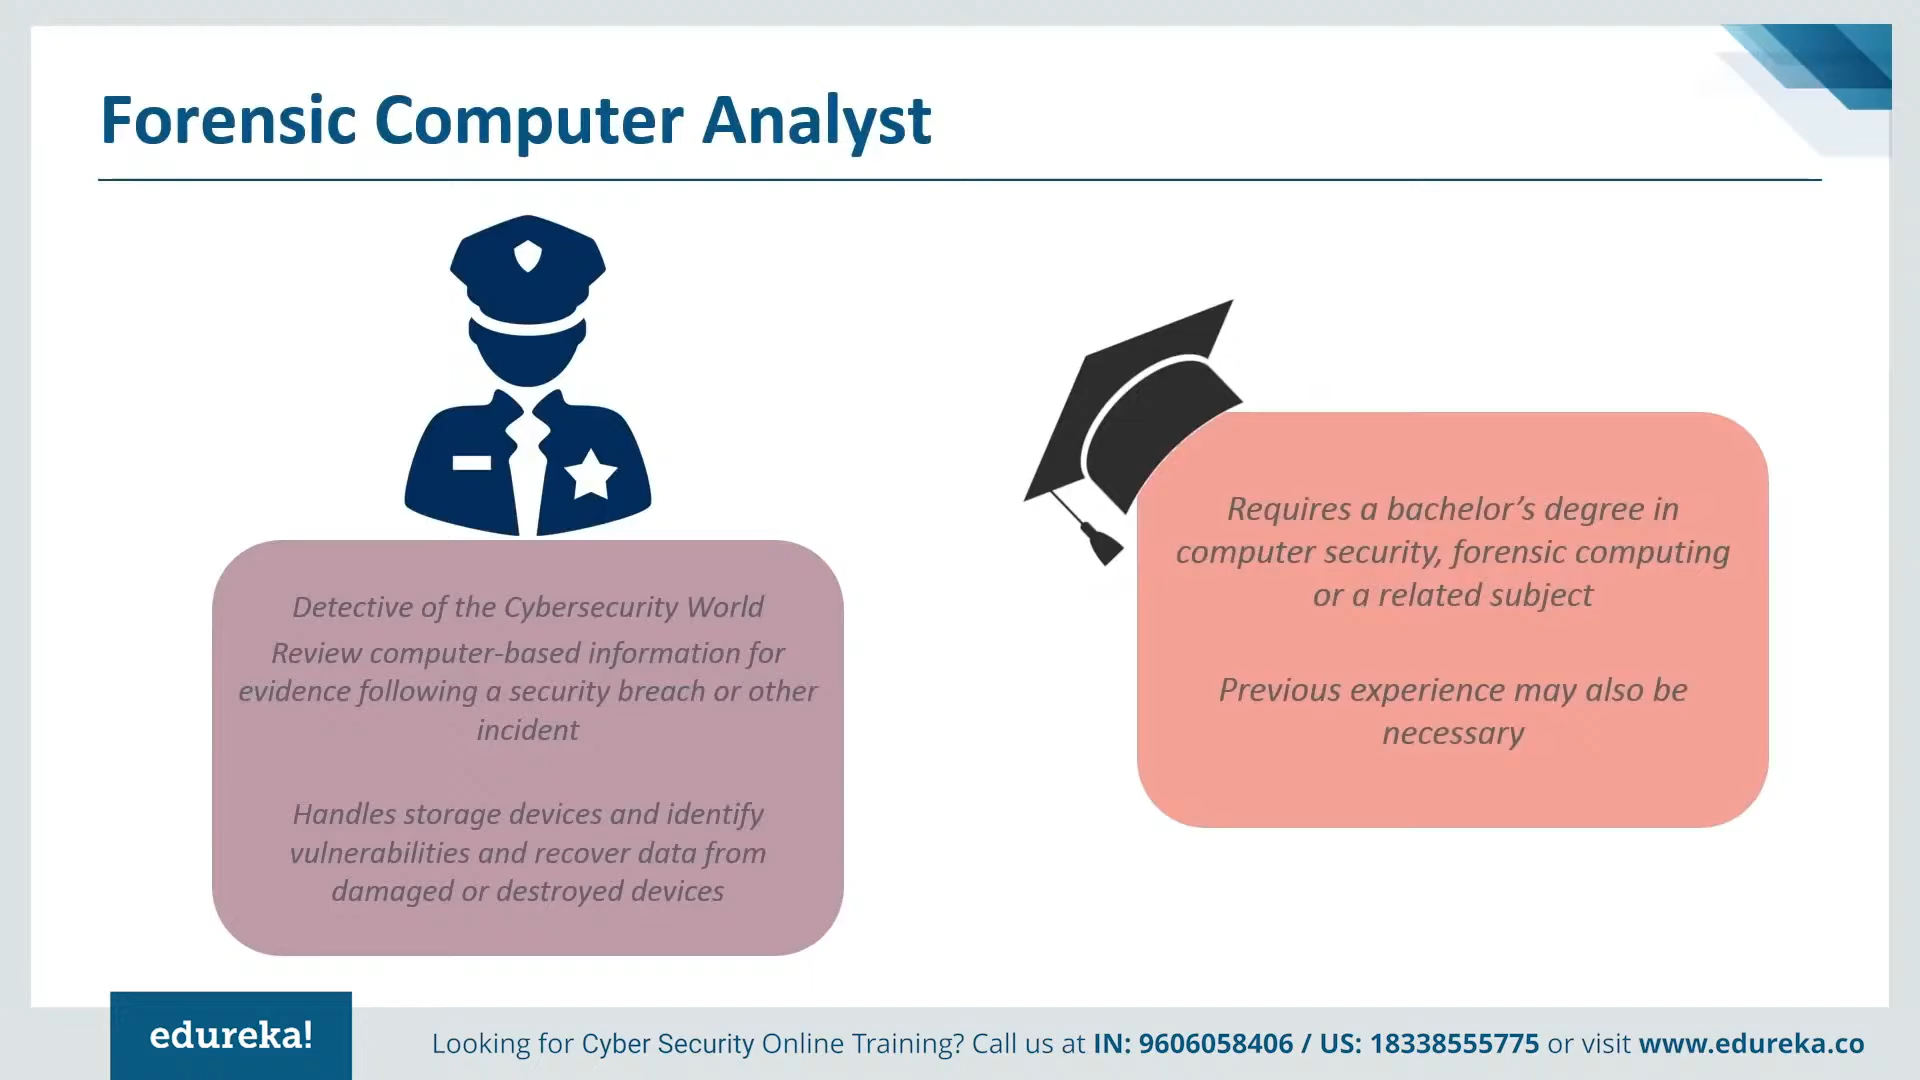 Forensic Computer Analyst
Detective of the Cybersecurity World
Review computer-based information for
evidence following a security breach or other
incident
Handles storage devices and identify
vulnerabilities and recover data from
damaged or destroyed devices
Requires a bachelor’s degree in
computer security, forensic computing
or a related subject
Previous experience may also be
necessary
edureka!
Looking for Cyber Security Online Training? Call us at IN: 9606058406 / US: 18338555775 or visit www.edureka.co